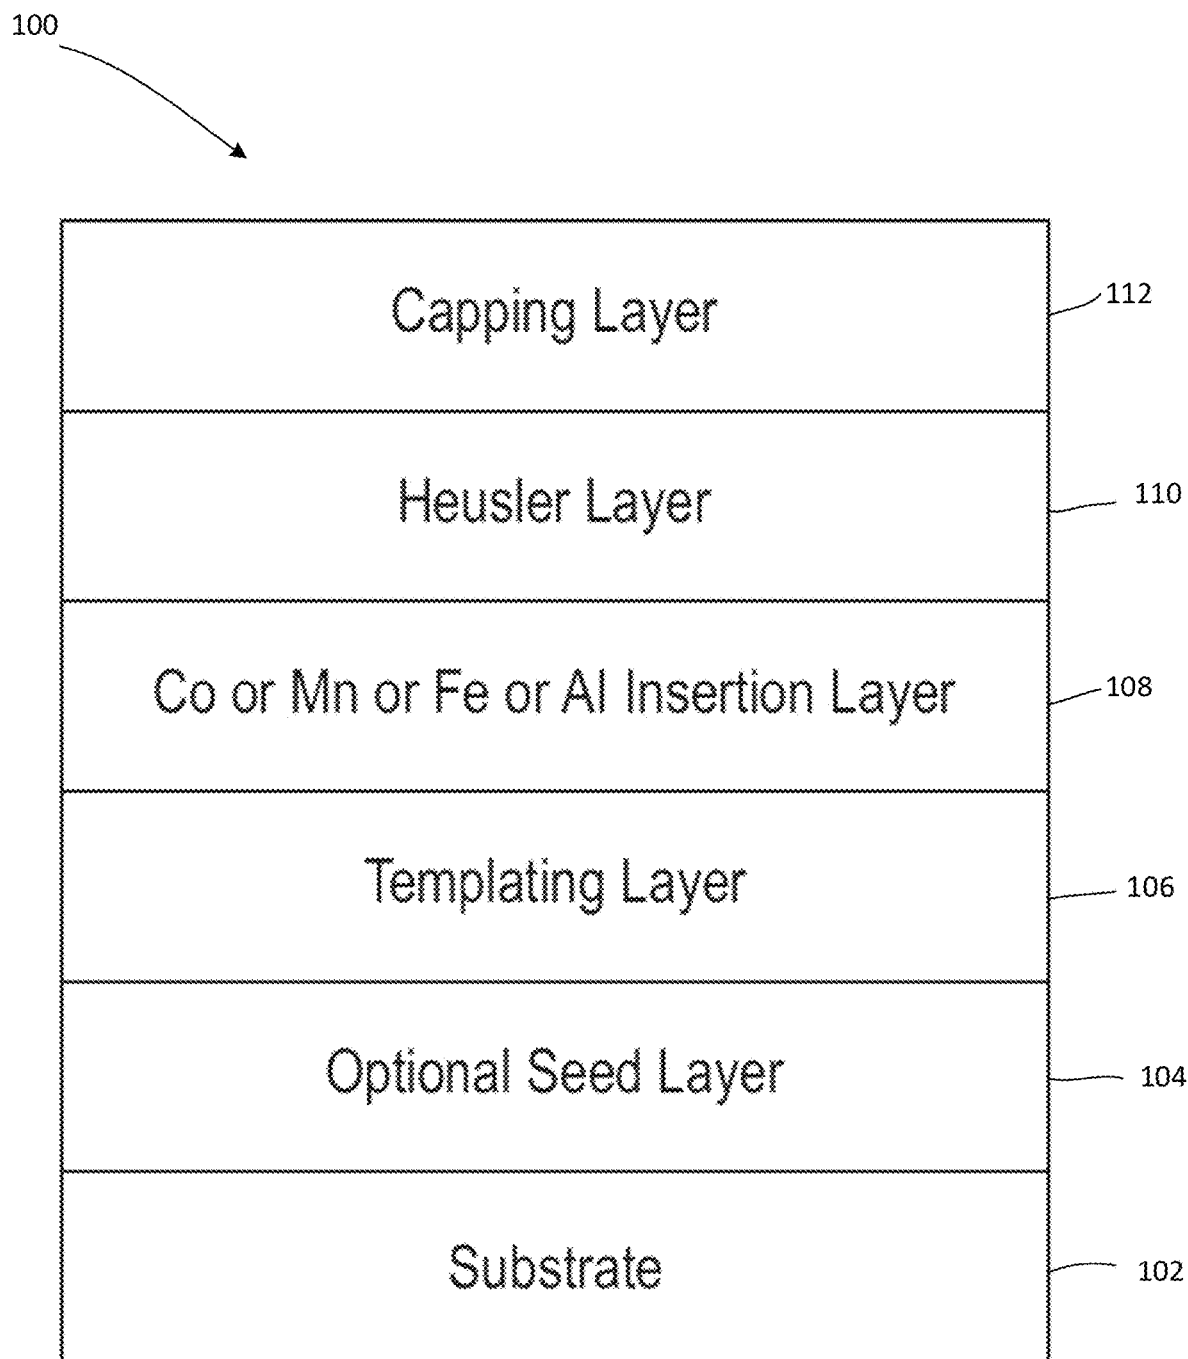 100
Capping Layer
112
Heusler Layer
110
Co or Mn or Fe or Al Insertion Layer
108
Templating Layer
106
Optional Seed Layer
104
Substrate
102